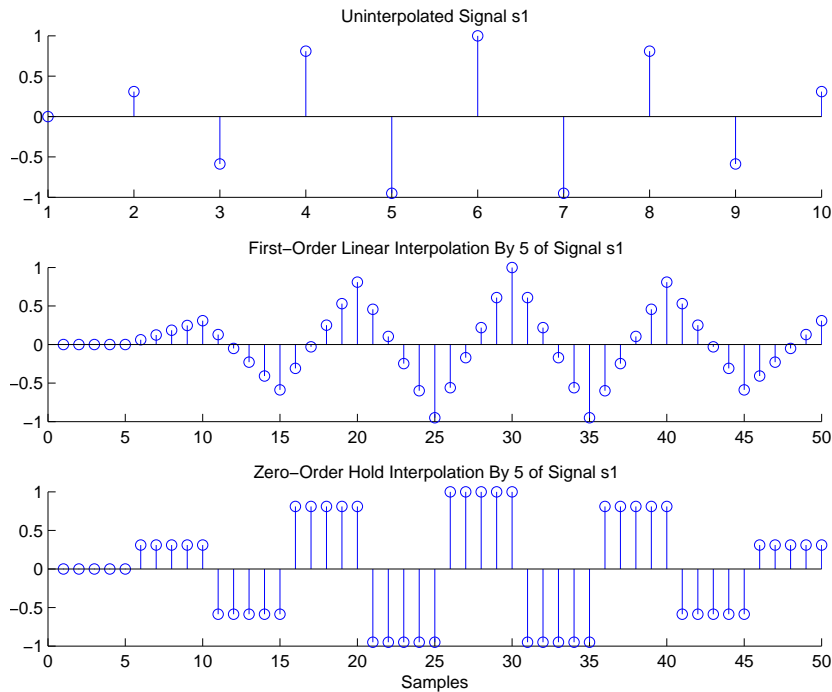 Uninterpolated Signal s1
1
0.5
0
−0.5
−1
1 2 3 4 5 6 7 8 9 10
First−Order Linear Interpolation By 5 of Signal s1
1
0.5
0
−0.5
−1
0 5 10 15 20 25 30 35 40 45 50
Zero−Order Hold Interpolation By 5 of Signal s1
1
0.5
0
−0.5
−1
0 5 10 15 20 25 30 35 40 45 50
Samples